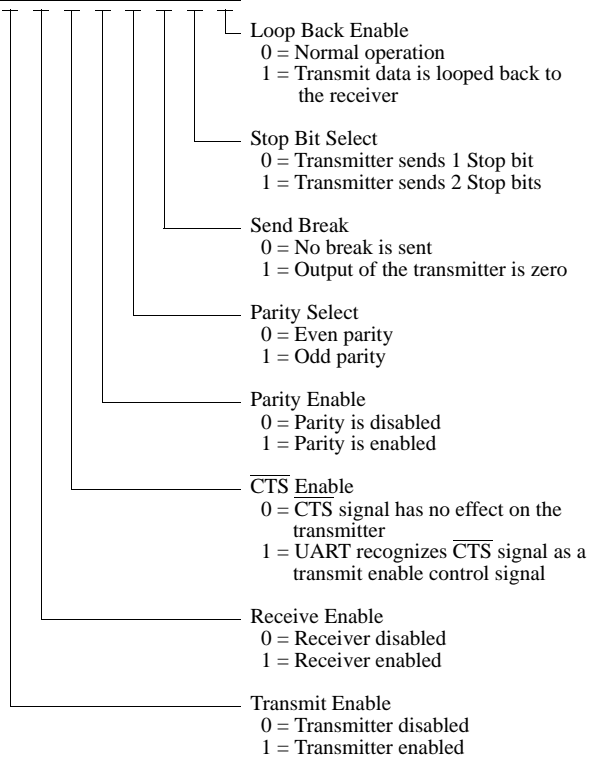 Loop Back Enable
0 = Normal operation
1 = Transmit data is looped back to
the receiver
Stop Bit Select
0 = Transmitter sends 1 Stop bit
1 = Transmitter sends 2 Stop bits
Send Break
0 = No break is sent
1 = Output of the transmitter is zero
Parity Select
0 = Even parity
1 = Odd parity
Parity Enable
0 = Parity is disabled
1 = Parity is enabled
C̅T̅S̅ Enable
0 = C̅T̅S̅ signal has no effect on the
transmitter
1 = UART recognizes C̅T̅S̅ signal as a
transmit enable control signal
Receive Enable
0 = Receiver disabled
1 = Receiver enabled
Transmit Enable
0 = Transmitter disabled
1 = Transmitter enabled